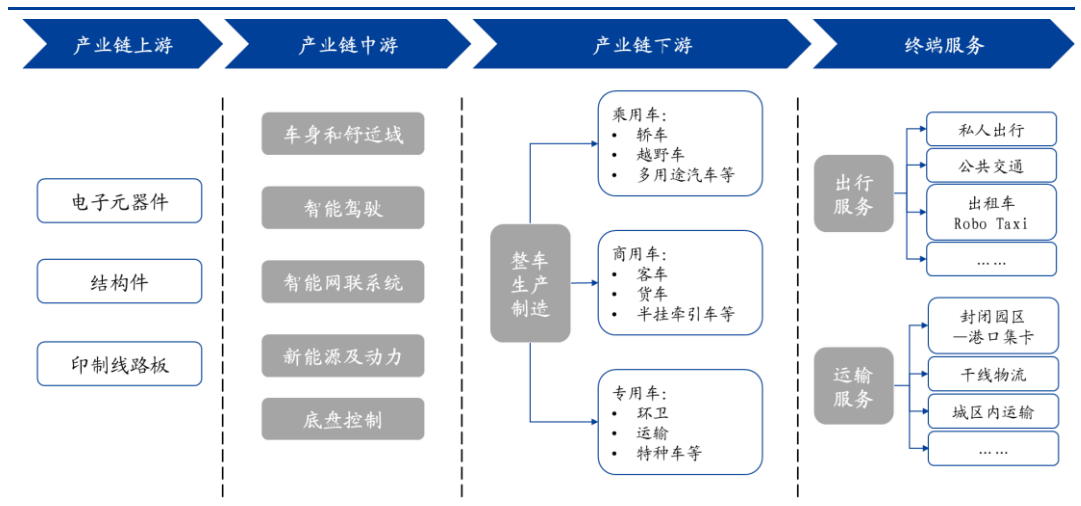 产业链上游
产业链中游
产业链下游
终端服务
电子元器件
结构件
印制线路板
车身和舒适域
智能驾驶
智能网联系统
新能源及动力
底盘控制
整车
生产
制造
乘用车:
• 轿车
• 越野车
• 多用途汽车等
商用车:
• 客车
• 货车
• 半挂牵引车等
专用车:
• 环卫
• 运输
• 特种车等
出行
服务
私人出行
公共交通
出租车
Robo Taxi
……
运输
服务
封闭园区
—港口集卡
干线物流
城区内运输
……